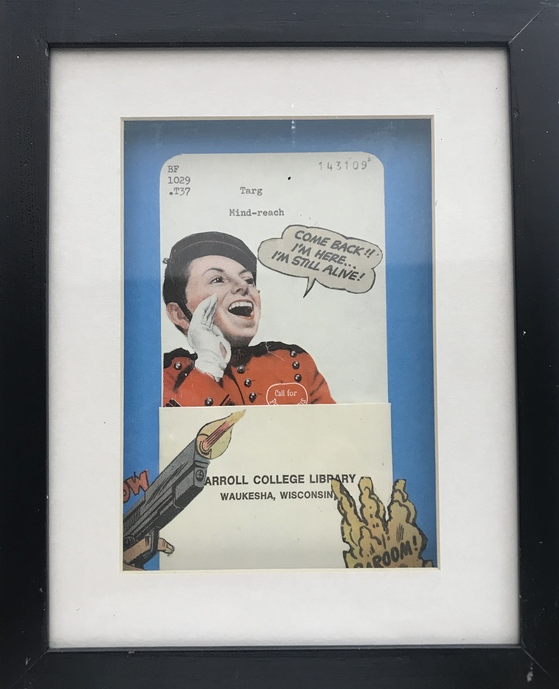 BF
1029
.T37
143109
Targ
Mind-reach
COME BACK!!
I'M HERE...
I'M STILL ALIVE!
Call for
OW
ARROLL COLLEGE LIBRARY
WAUKESHA, WISCONSIN
AROOM!